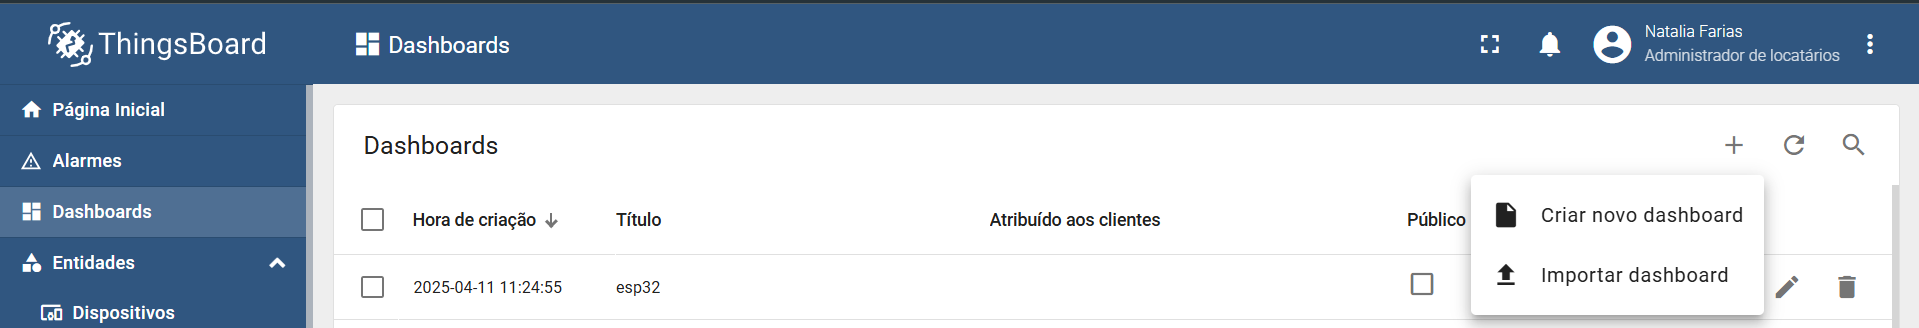 ThingsBoard
Dashboards
Natalia Farias
Administrador de locatários
Página Inicial
Alarmes
Dashboards
Entidades
Dispositivos
Dashboards
Hora de criação
Título
Atribuído aos clientes
Público
2025-04-11 11:24:55
esp32
Criar novo dashboard
Importar dashboard